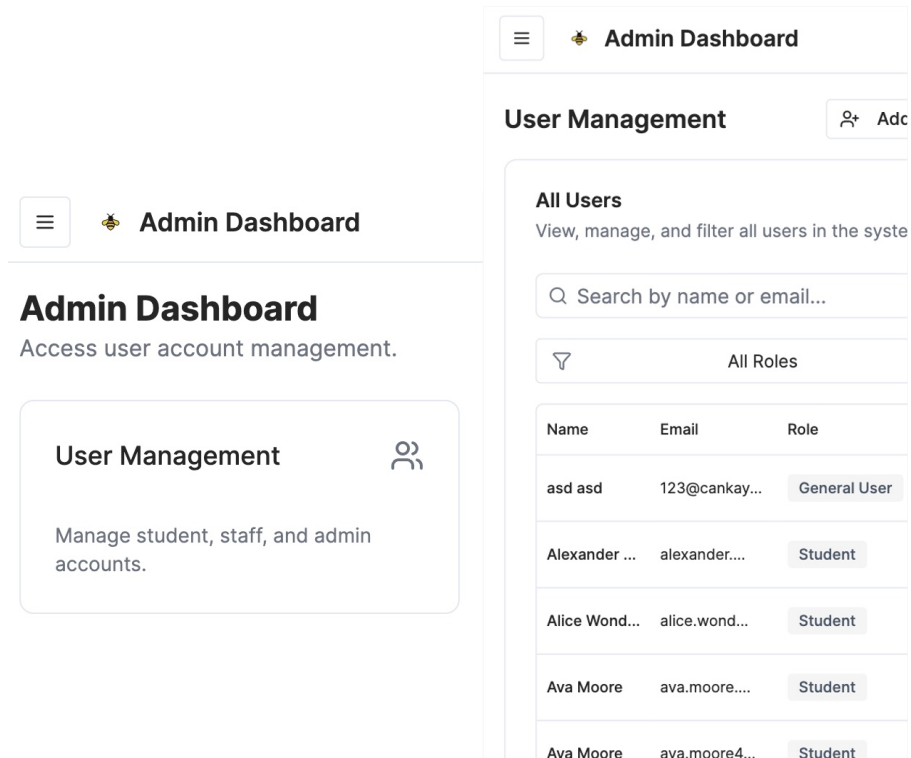 Admin Dashboard
Admin Dashboard
Access user account management.
User Management
Manage student, staff, and admin
accounts.
Admin Dashboard
User Management
Add
All Users
View, manage, and filter all users in the syste
Search by name or email...
All Roles
Name Email Role
asd asd 123@cankay... General User
Alexander ... alexander.... Student
Alice Wond... alice.wond... Student
Ava Moore ava.moore.... Student
Ava Moore ava.moore4... Student